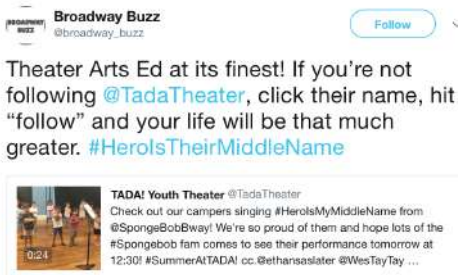 BROADWAY
BUZZ
Broadway Buzz
@broadway_buzz
Follow
Theater Arts Ed at its finest! If you’re not
following @TadaTheater, click their name, hit
“follow” and your life will be that much
greater. #HeroIsTheirMiddleName
TADA! Youth Theater @TadaTheater
Check out our campers singing #HeroIsMyMiddleName from
@SpongeBobBway! We're so proud of them and hope lots of the
#Spongebob fam comes to see their performance tomorrow at
12:30! #SummerAtTADA! cc.@ethansaslater @WesTayTay ...
0:24